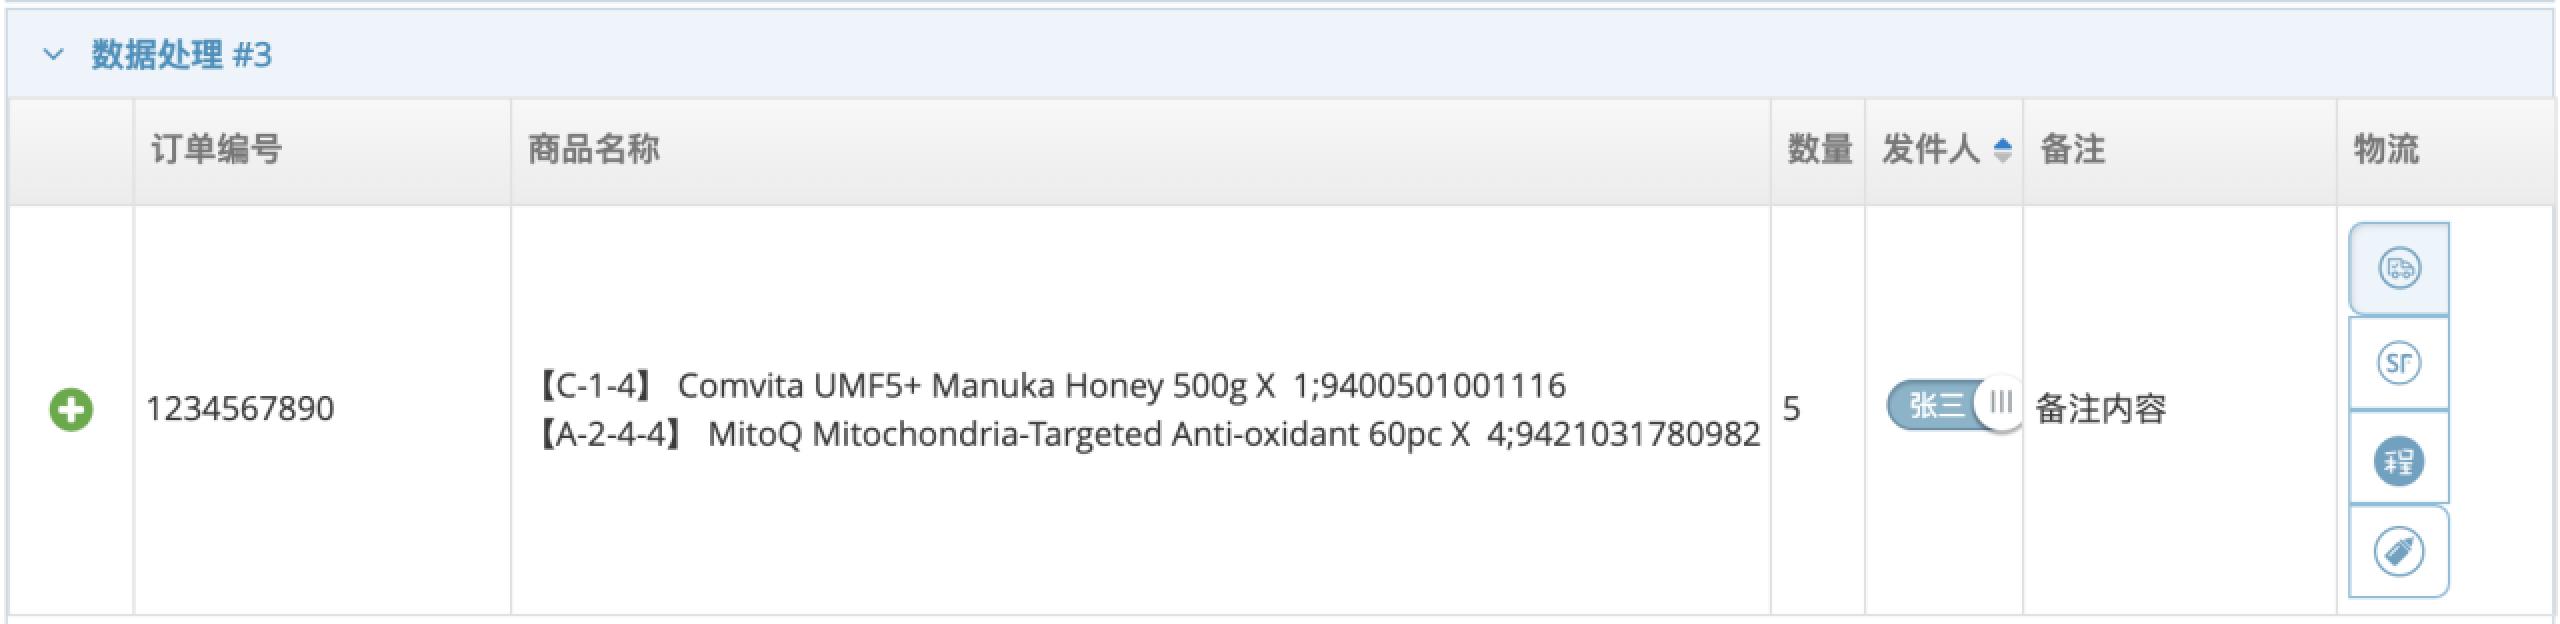 数据处理 #3
订单编号 商品名称 数量 发件人 备注 物流
1234567890
【C-1-4】 Comvita UMF5+ Manuka Honey 500g X 1;9400501001116
【A-2-4-4】 MitoQ Mitochondria-Targeted Anti-oxidant 60pc X 4;9421031780982
5
张三
备注内容
SF
程